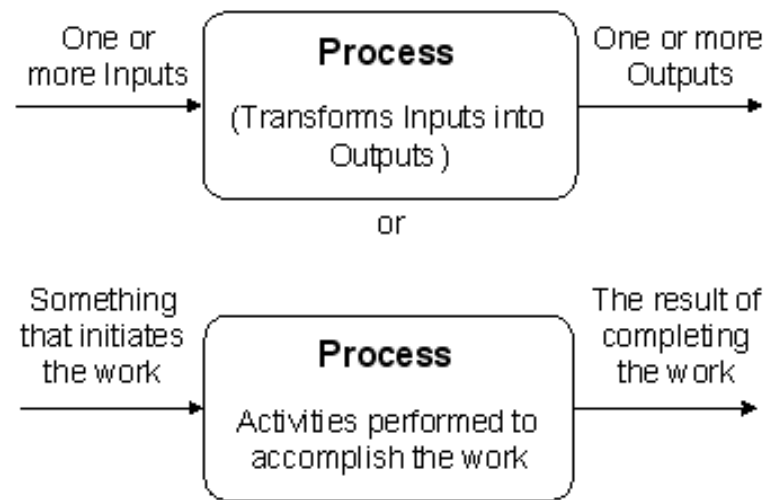 One or
more Inputs
Process
(Transforms Inputs into
Outputs )
One or more
Outputs
or
Something
that initiates
the work
Process
Activities performed to
accomplish the work
The result of
completing
the work